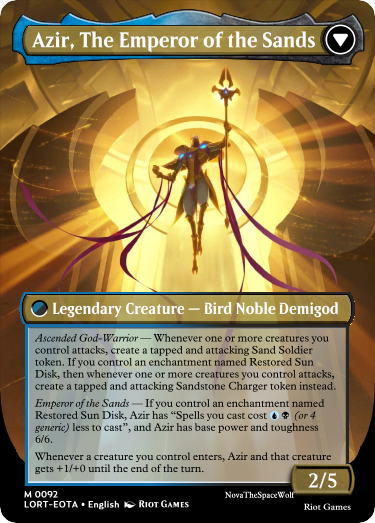 Azir, The Emperor of the Sands
Legendary Creature — Bird Noble Demigod
Ascended God-Warrior — Whenever one or more creatures you
control attacks, create a tapped and attacking Sand Soldier
token. If you control an enchantment named Restored Sun
Disk, then whenever one or more creatures you control attacks,
create a tapped and attacking Sandstone Charger token instead.
Emperor of the Sands — If you control an enchantment named
Restored Sun Disk, Azir has “Spells you cast cost (or 4
generic) less to cast”, and Azir has base power and toughness
6/6.
Whenever a creature you control enters, Azir and that creature
gets +1/+0 until the end of the turn.
2/5
M 0092
NovaTheSpaceWolf
Riot Games
LORT-EOTA • English Riot Games